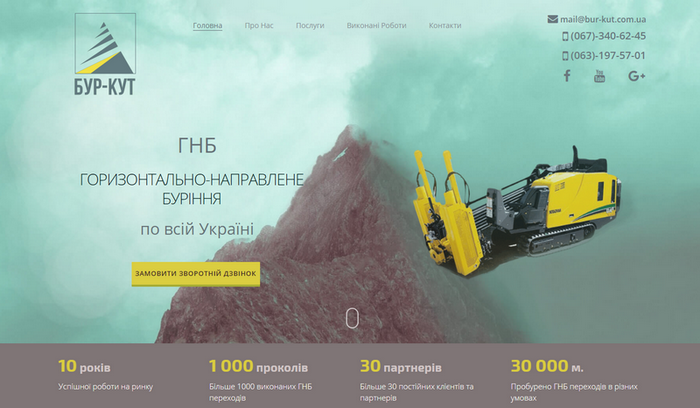 БУР-КУТ
Головна
Про Нас
Послуги
Виконані Роботи
Контакти
mail@bur-kut.com.ua
(067)-340-62-45
(063)-197-57-01
f
You
Tube
G+
ГНБ
ГОРИЗОНТАЛЬНО-НАПРАВЛЕНЕ
БУРІННЯ
по всій Україні
ЗАМОВИТИ ЗВОРОТНІЙ ДЗВІНОК
10 років
Успішної роботи на ринку
1 000 проколів
Більше 1000 виконаних ГНБ
переходів
30 партнерів
Більше 30 постійних клієнтів та
партнерів
30 000 м.
Пробурено ГНБ переходів в різних
умовах